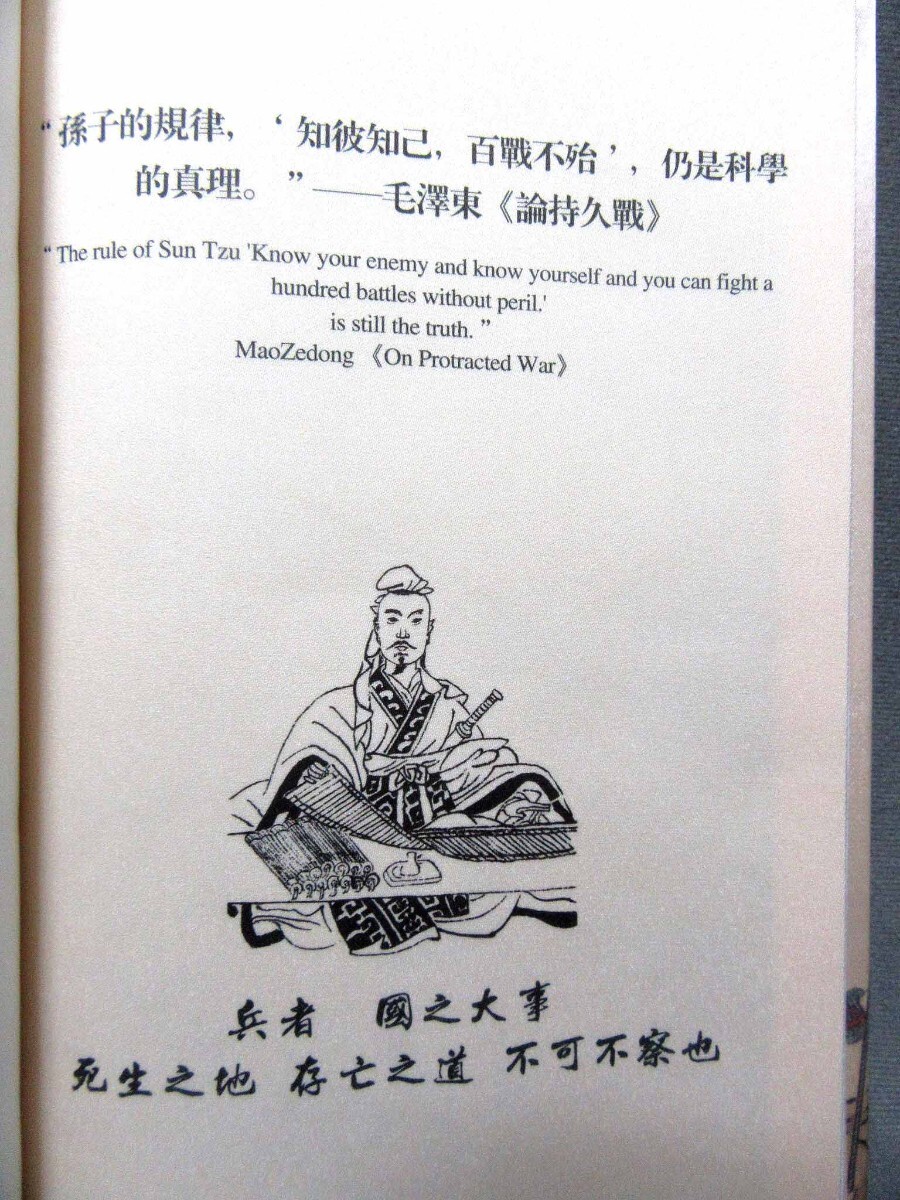 “孫子的規律，‘知彼知己，百戰不殆’，仍是科學
的真理。”——毛澤東《論持久戰》
“The rule of Sun Tzu 'Know your enemy and know yourself and you can fight a
hundred battles without peril.'
is still the truth.”
MaoZedong 《On Protracted War》
兵者 國之大事
死生之地 存亡之道 不可不察也